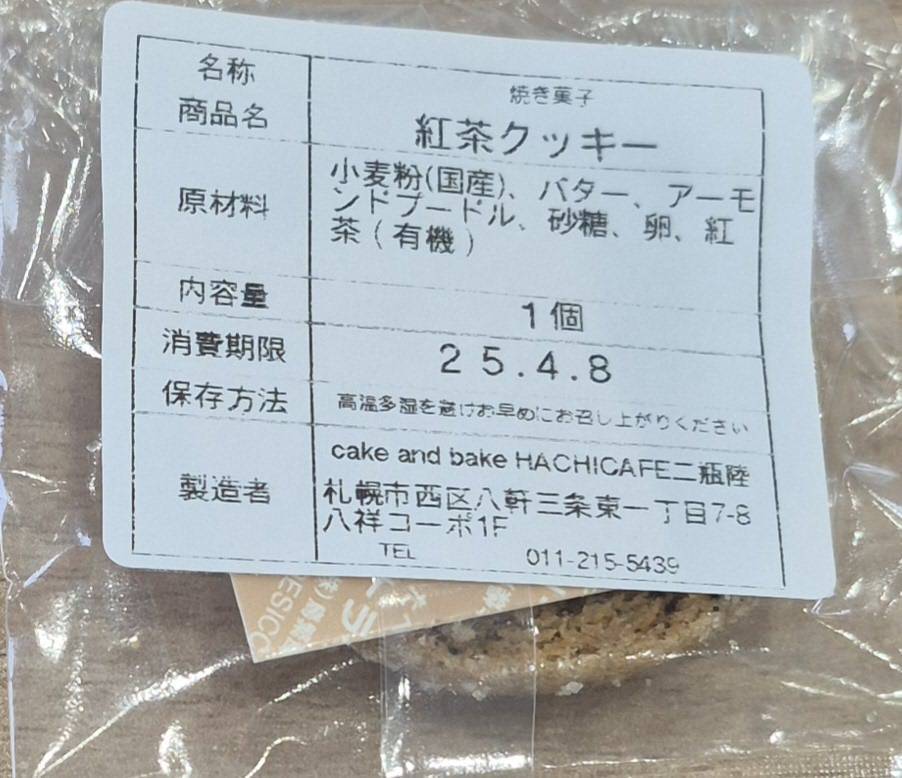 名称
焼き菓子
商品名
紅茶クッキー
原材料
小麦粉(国産)、バター、アーモ
ンドプードル、砂糖、卵、紅
茶(有機)
内容量
1個
消費期限
25.4.8
保存方法
高温多湿を避けお早めにお召し上がりください
製造者
cake and bake HACHICAFE二瓶陸
札幌市西区八軒三条東一丁目7-8
八祥コーポ1F
TEL 011-215-5439